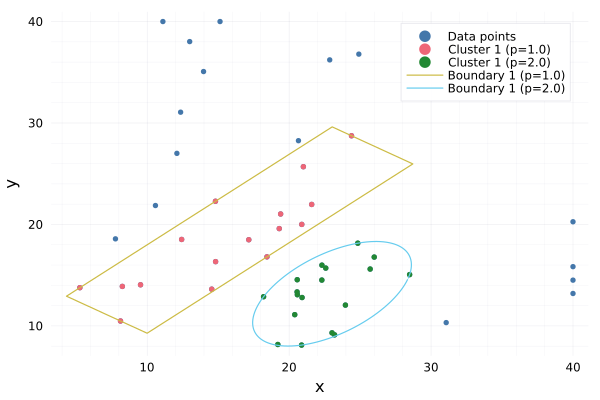 40
30
20
10
y
10
20
30
40
x
Data points
Cluster 1 (p=1.0)
Cluster 1 (p=2.0)
Boundary 1 (p=1.0)
Boundary 1 (p=2.0)